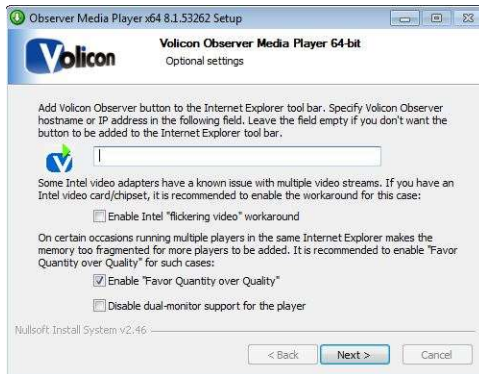 Observer Media Player x64 8.1.53262 Setup
Volicon
Volicon Observer Media Player 64-bit
Optional settings
Add Volicon Observer button to the Internet Explorer tool bar. Specify Volicon Observer
hostname or IP address in the following field. Leave the field empty if you don't want the
button to be added to the Internet Explorer tool bar.
Some Intel video adapters have a known issue with multiple video streams. If you have an
Intel video card/chipset, it is recommended to enable the workaround for this case:
Enable Intel "flickering video" workaround
On certain occasions running multiple players in the same Internet Explorer makes the
memory too fragmented for more players to be added. It is recommended to enable "Favor
Quantity over Quality" for such cases:
Enable "Favor Quantity over Quality"
Disable dual-monitor support for the player
Nullsoft Install System v2.46
< Back
Next >
Cancel